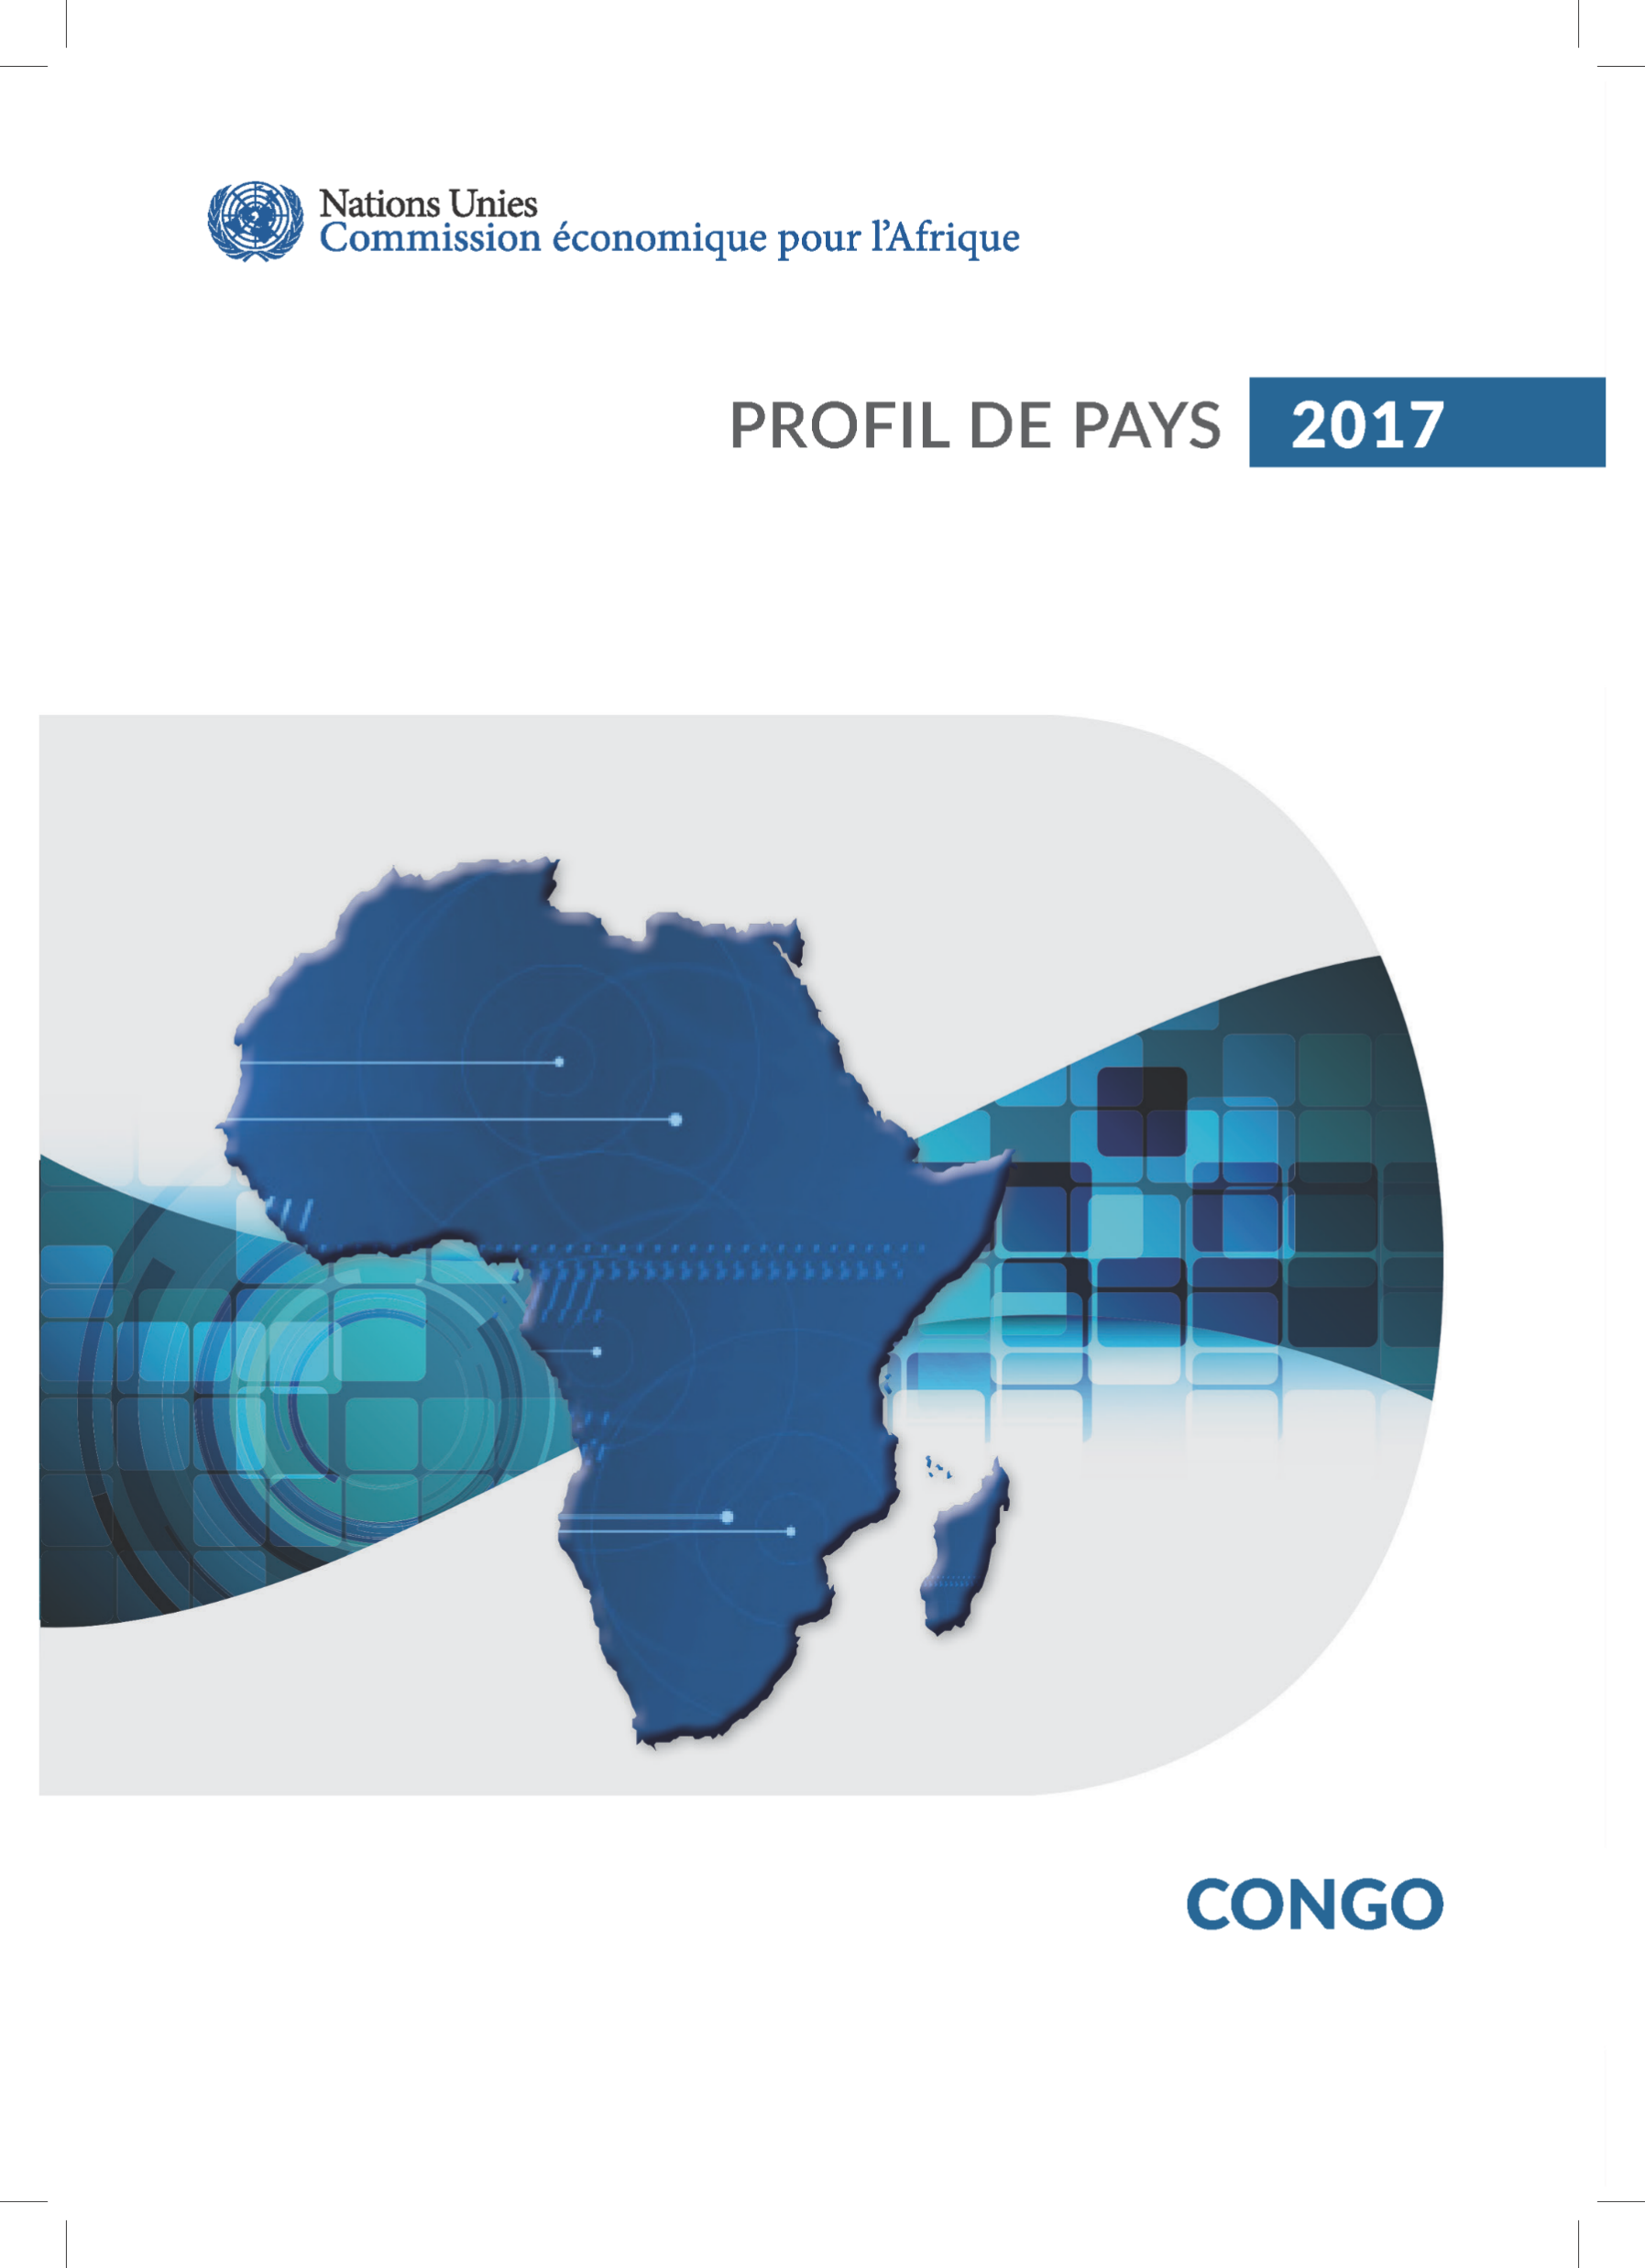 Nations Unies
Commission économique pour l'Afrique
PROFIL DE PAYS 2017
CONGO